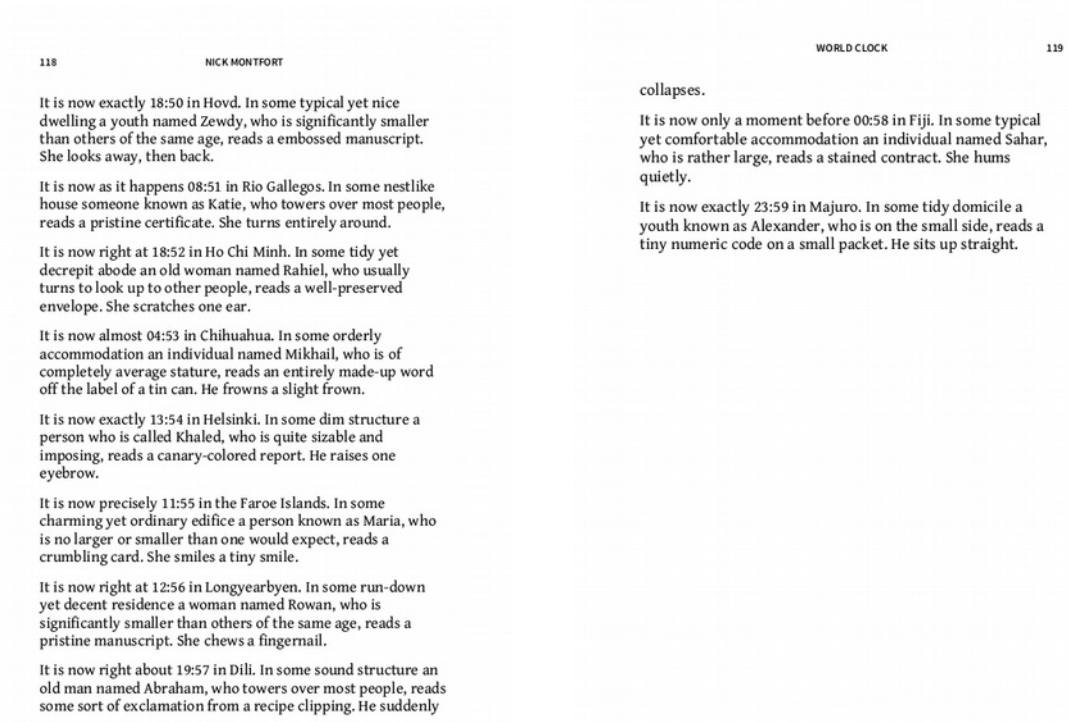 118 NICK MONTFORT
It is now exactly 18:50 in Hovd. In some typical yet nice
dwelling a youth named Zewdy, who is significantly smaller
than others of the same age, reads a embossed manuscript.
She looks away, then back.
It is now as it happens 08:51 in Rio Gallegos. In some nestlike
house someone known as Katie, who towers over most people,
reads a pristine certificate. She turns entirely around.
It is now right at 18:52 in Ho Chi Minh. In some tidy yet
decrepit abode an old woman named Rahiel, who usually
turns to look up to other people, reads a well-preserved
envelope. She scratches one ear.
It is now almost 04:53 in Chihuahua. In some orderly
accommodation an individual named Mikhail, who is of
completely average stature, reads an entirely made-up word
off the label of a tin can. He frowns a slight frown.
It is now exactly 13:54 in Helsinki. In some dim structure a
person who is called Khaled, who is quite sizable and
imposing, reads a canary-colored report. He raises one
eyebrow.
It is now precisely 11:55 in the Faroe Islands. In some
charming yet ordinary edifice a person known as Maria, who
is no larger or smaller than one would expect, reads a
crumbling card. She smiles a tiny smile.
It is now right at 12:56 in Longyearbyen. In some run-down
yet decent residence a woman named Rowan, who is
significantly smaller than others of the same age, reads a
pristine manuscript. She chews a fingernail.
It is now right about 19:57 in Dili. In some sound structure an
old man named Abraham, who towers over most people, reads
some sort of exclamation from a recipe clipping. He suddenly
WORLD CLOCK 119
collapses.
It is now only a moment before 00:58 in Fiji. In some typical
yet comfortable accommodation an individual named Sahar,
who is rather large, reads a stained contract. She hums
quietly.
It is now exactly 23:59 in Majuro. In some tidy domicile a
youth known as Alexander, who is on the small side, reads a
tiny numeric code on a small packet. He sits up straight.